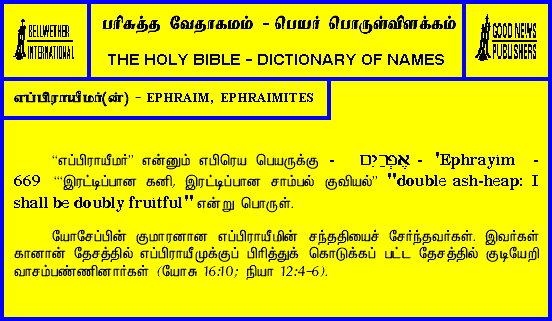 BELLWETHER
INTERNATIONAL
பரிசுத்த வேதாகமம் - பெயர் பொருள்விளக்கம்
THE HOLY BIBLE - DICTIONARY OF NAMES
GOOD NEWS
PUBLISHERS
எப்பிராயீமர்(ன்) - EPHRAIM, EPHRAIMITES
“எப்பிராயீமர்” என்னும் எபிரெய பெயருக்கு - אֶפְרַיִם - 'Ephrayim -
669 ““இரட்டிப்பான கனி, இரட்டிப்பான சாம்பல் குவியல்” "double ash-heap: I
shall be doubly fruitful" என்று பொருள்.
யோசேப்பின் குமாரனான எப்பிராயீமின் சந்ததியைச் சேர்ந்தவர்கள். இவர்கள்
கானான் தேசத்தில் எப்பிராயீமுக்குப் பிரித்துக் கொடுக்கப் பட்ட தேசத்தில் குடியேறி
வாசம்பண்ணினார்கள் (யோசு 16:10; நியா 12:4-6).